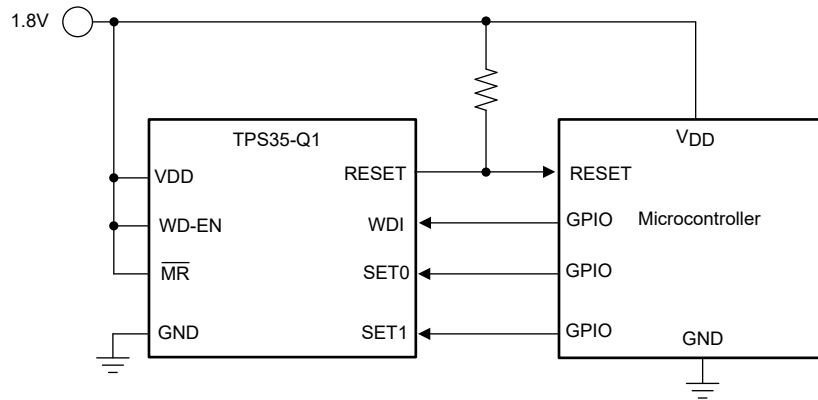 1.8V
TPS35-Q1
VDD
WD-EN
MR
GND
RESET
WDI
SET0
SET1
VDD
RESET
GPIO
Microcontroller
GPIO
GPIO
GND